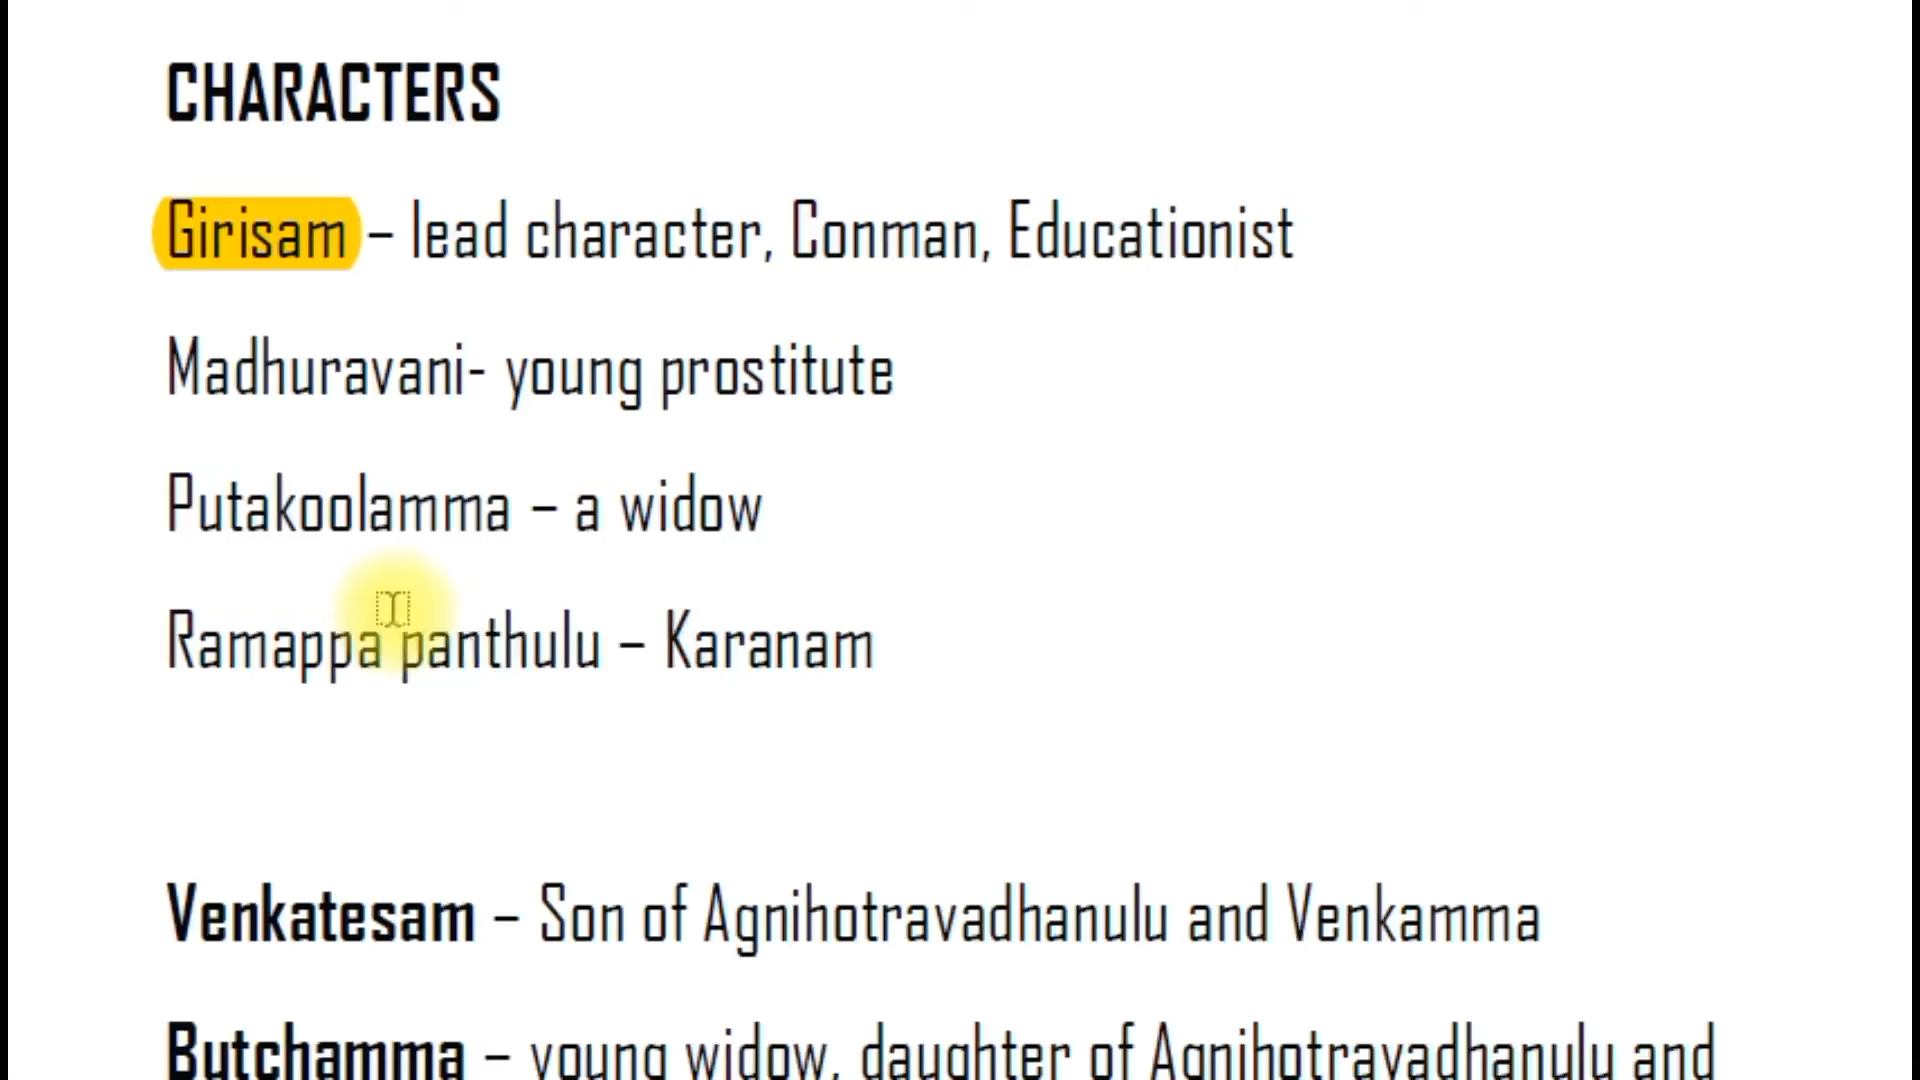 CHARACTERS
Girisam – lead character, Conman, Educationist
Madhuravani- young prostitute
Putakoolamma – a widow
Ramappa panthulu – Karanam
Venkatesam – Son of Agnihotravadhanulu and Venkamma
Butchamma – young widow, daughter of Agnihotravadhanulu and